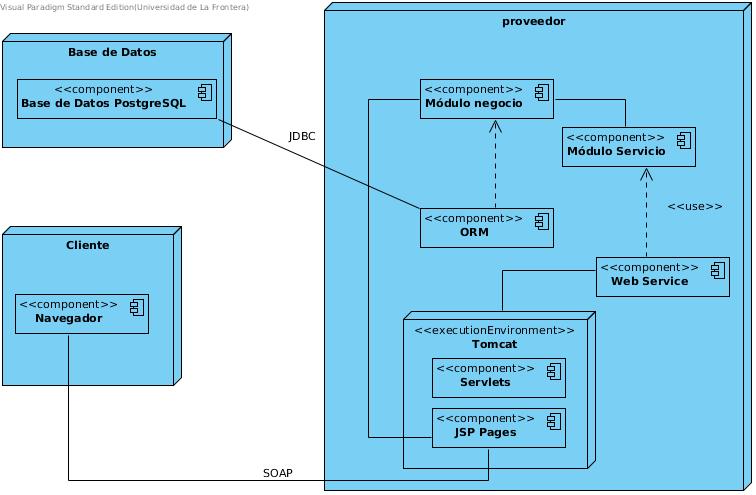 Visual Paradigm Standard Edition(Universidad de La Frontera)
proveedor
Base de Datos
<<component>>
Base de Datos PostgreSQL
<<component>>
Módulo negocio
<<component>>
Módulo Servicio
JDBC
<<use>>
<<component>>
ORM
Cliente
<<component>>
Web Service
<<component>>
Navegador
<<executionEnvironment>>
Tomcat
<<component>>
Servlets
<<component>>
JSP Pages
SOAP